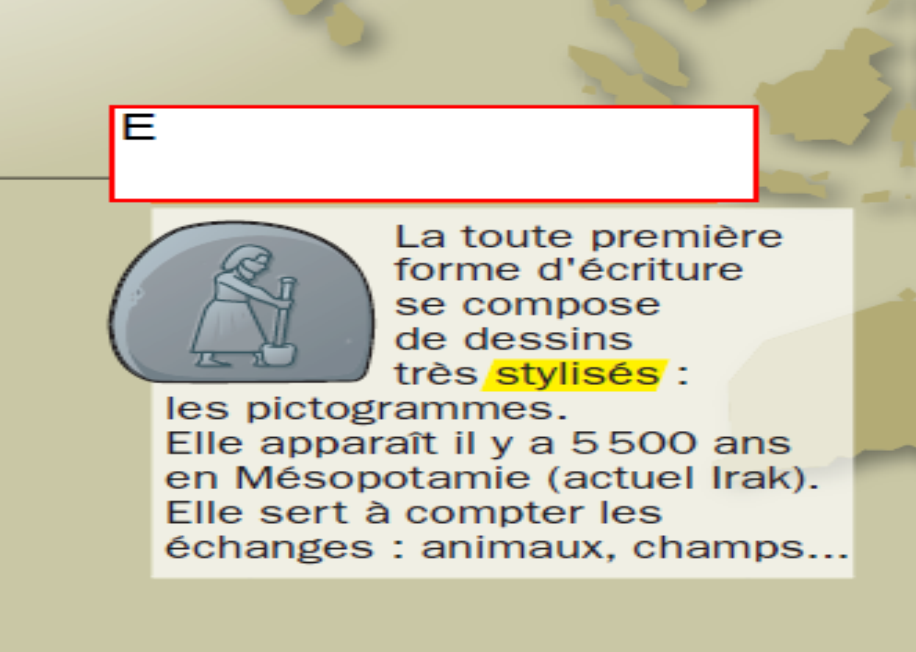 E
La toute première
forme d'écriture
se compose
de dessins
très stylisés :
les pictogrammes.
Elle apparaît il y a 5 500 ans
en Mésopotamie (actuel Irak).
Elle sert à compter les
échanges : animaux, champs...